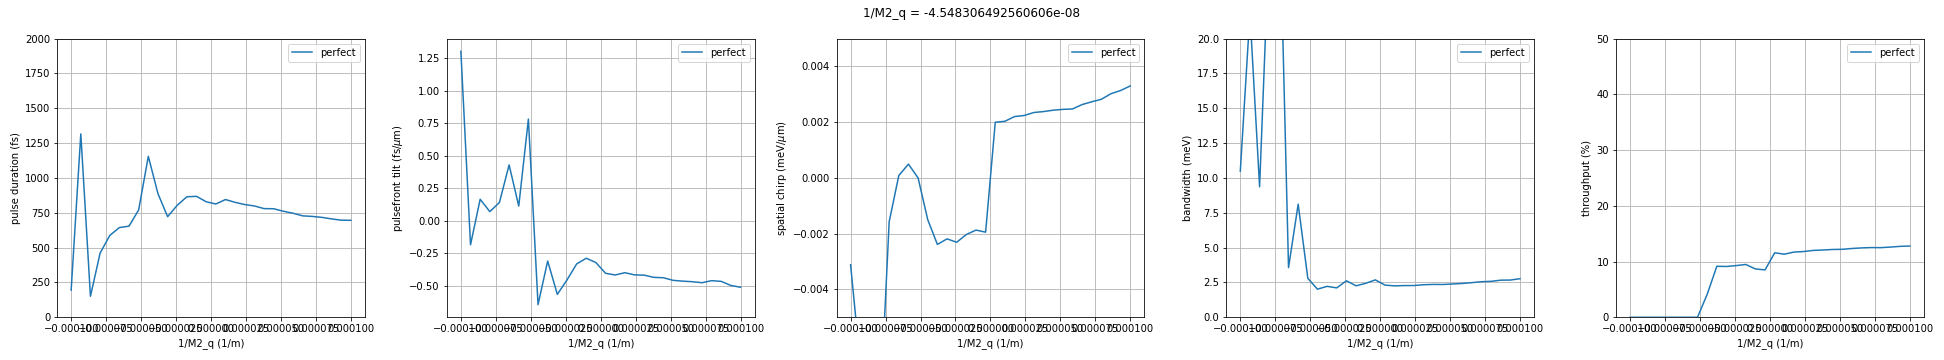 1/M2_q = -4.548306492560606e-08
pulse duration (fs)
2000
1750
1500
1250
1000
750
500
250
0
perfect
1/M2_q (1/m)
pulsefront tilt (fs/μm)
1.25
1.00
0.75
0.50
0.25
0.00
−0.25
−0.50
perfect
1/M2_q (1/m)
spatial chirp (meV/μm)
0.004
0.002
0.000
−0.002
−0.004
perfect
1/M2_q (1/m)
bandwidth (meV)
20.0
17.5
15.0
12.5
10.0
7.5
5.0
2.5
0.0
perfect
1/M2_q (1/m)
throughput (%)
50
40
30
20
10
0
perfect
1/M2_q (1/m)